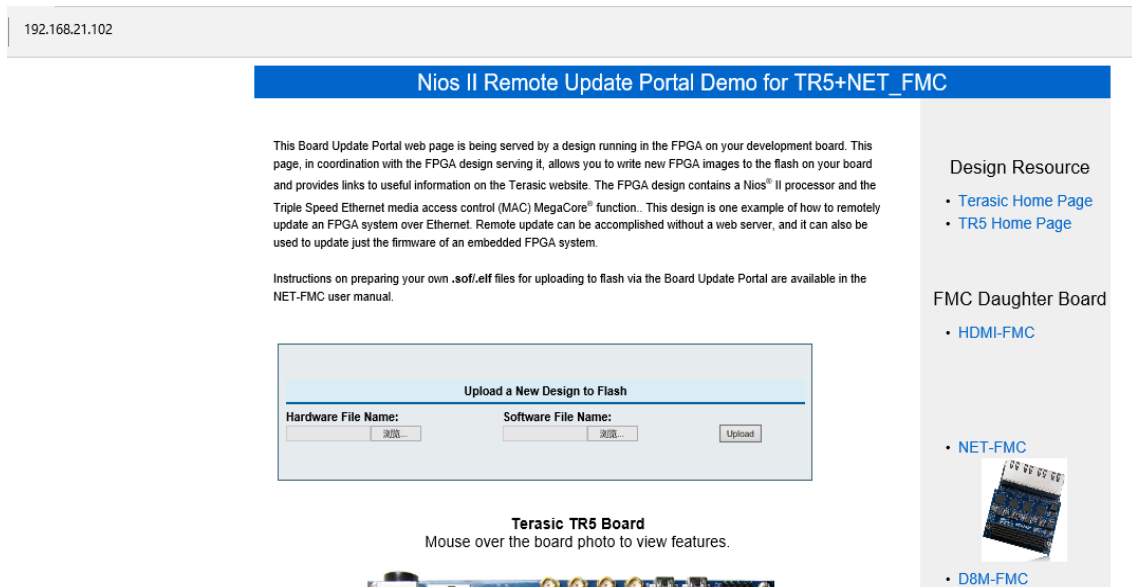 192.168.21.102
Nios II Remote Update Portal Demo for TR5+NET_FMC
This Board Update Portal web page is being served by a design running in the FPGA on your development board. This
page, in coordination with the FPGA design serving it, allows you to write new FPGA images to the flash on your board
and provides links to useful information on the Terasic website. The FPGA design contains a Nios® II processor and the
Triple Speed Ethernet media access control (MAC) MegaCore® function.. This design is one example of how to remotely
update an FPGA system over Ethernet. Remote update can be accomplished without a web server, and it can also be
used to update just the firmware of an embedded FPGA system.
Instructions on preparing your own .sof/.elf files for uploading to flash via the Board Update Portal are available in the
NET-FMC user manual.
Upload a New Design to Flash
Hardware File Name:
浏览...
Software File Name:
浏览...
Upload
Terasic TR5 Board
Mouse over the board photo to view features.
Design Resource
• Terasic Home Page
• TR5 Home Page
FMC Daughter Board
• HDMI-FMC
• NET-FMC
• D8M-FMC